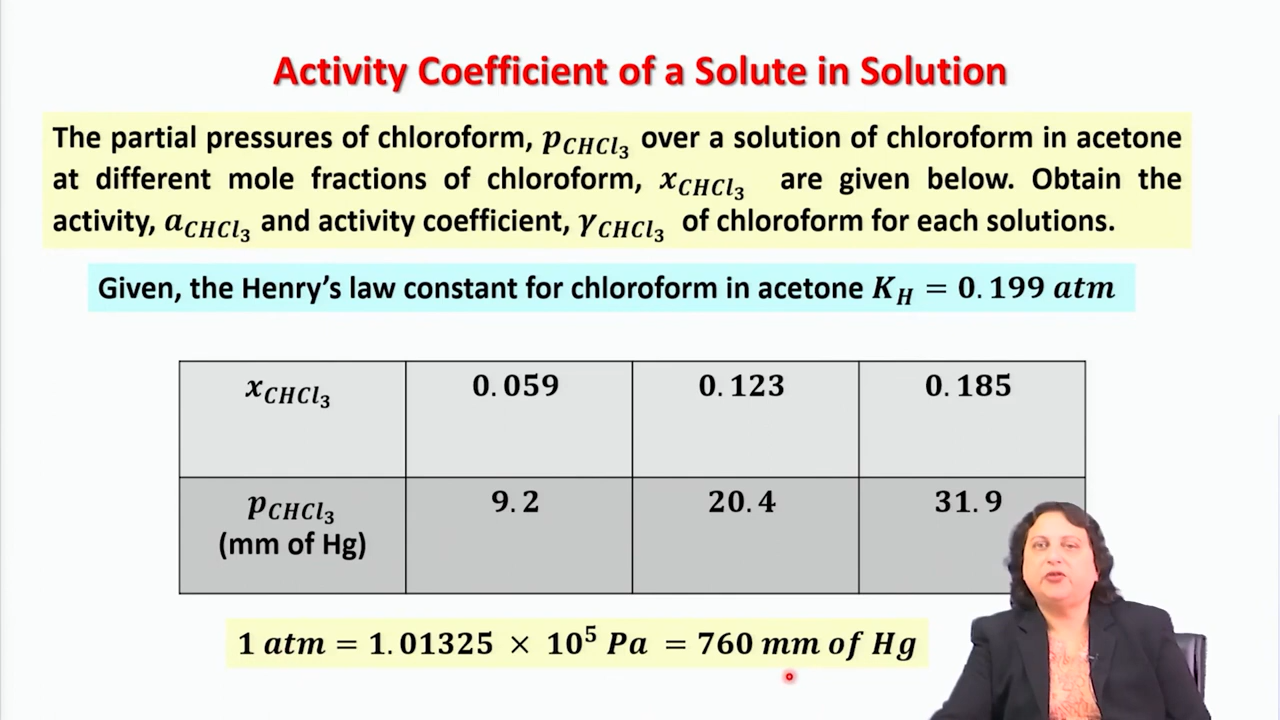 Activity Coefficient of a Solute in Solution
The partial pressures of chloroform, p_CHCl₃ over a solution of chloroform in acetone
at different mole fractions of chloroform, x_CHCl₃ are given below. Obtain the
activity, a_CHCl₃ and activity coefficient, γ_CHCl₃ of chloroform for each solutions.
Given, the Henry's law constant for chloroform in acetone K_H = 0.199 atm
x_CHCl₃ 0.059 0.123 0.185
p_CHCl₃ 9.2 20.4 31.9
(mm of Hg)
1 atm = 1.01325 × 10⁵ Pa = 760 mm of Hg